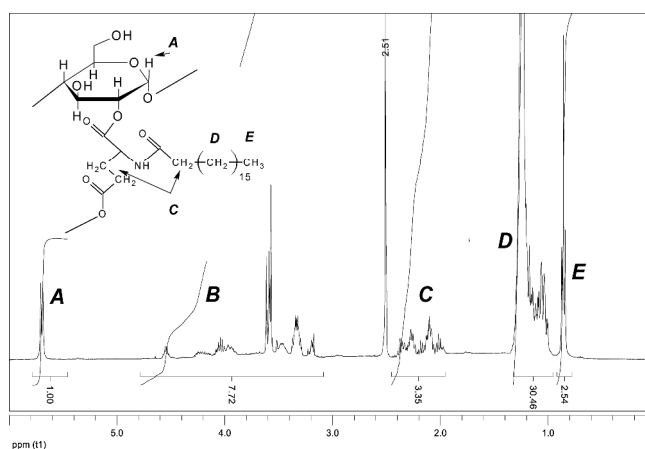 OH
A
O
H
H
OH
H
H
O
O
O
O
D
E
NH
CH₂
(CH₂)
CH₃
15
CH₂
O
C
O
2.51
A
B
C
D
E
1.00
7.72
3.35
30.46
2.54
5.0
4.0
3.0
2.0
1.0
ppm (t1)